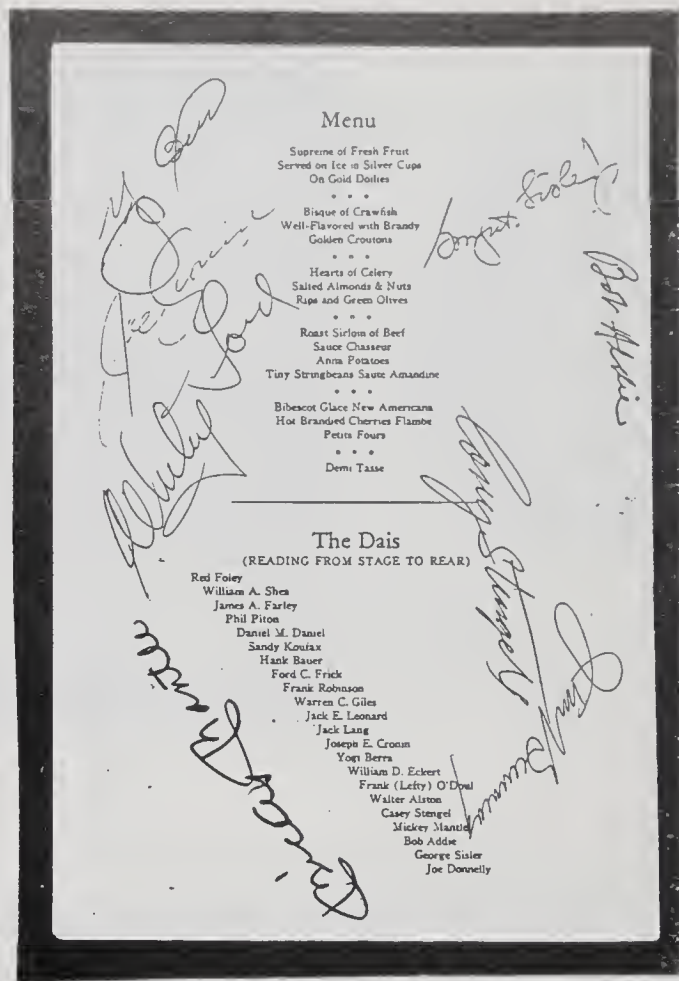 Menu
Supreme of Fresh Fruit
Served on Ice in Silver Cups
On Gold Doilies
• • •
Bisque of Crawfish
Well-Flavored with Brandy
Golden Croutons
• • •
Hearts of Celery
Salted Almonds & Nuts
Ripe and Green Olives
• • •
Roast Sirloin of Beef
Sauce Chasseur
Anna Potatoes
Tiny Stringbeans Saute Amandine
• • •
Bibescot Glace New Americana
Hot Brandied Cherries Flambe
Petits Fours
• • •
Demi Tasse
The Dais
(READING FROM STAGE TO REAR)
Red Foley
William A. Shea
James A. Farley
Phil Piton
Daniel M. Daniel
Sandy Koufax
Hank Bauer
Ford C. Frick
Frank Robinson
Warren C. Giles
Jack E. Leonard
Jack Lang
Joseph E. Cronin
Yogi Berra
William D. Eckert
Frank (Lefty) O'Doul
Walter Alston
Casey Stengel
Mickey Mantle
Bob Addie
George Sisler
Joe Donnelly
Bob Addie
Casey Stengel
Mickey Mantle